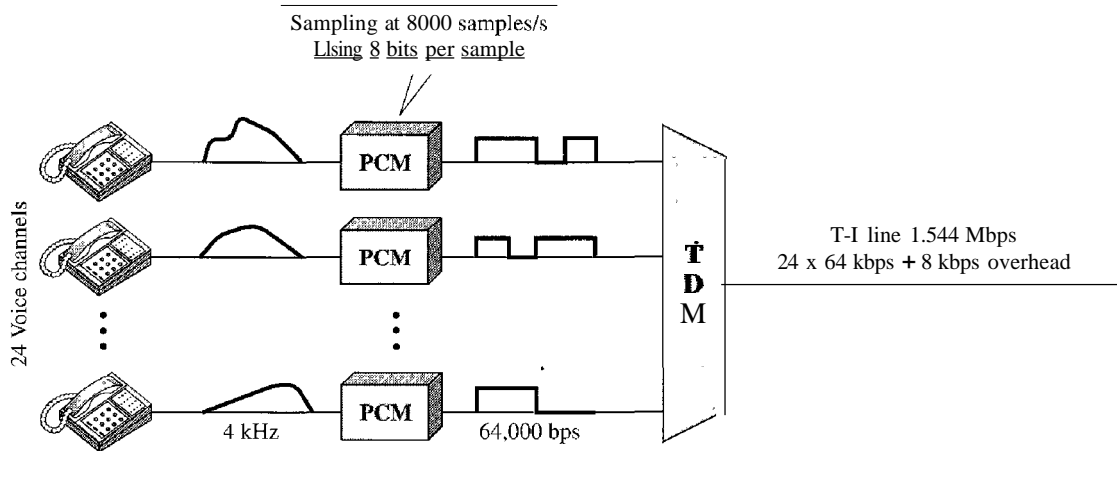 Sampling at 8000 samples/s
Llsing 8 bits per sample
24 Voice channels
PCM
PCM
PCM
4 kHz
64,000 bps
T
D
M
T-I line 1.544 Mbps
24 x 64 kbps + 8 kbps overhead